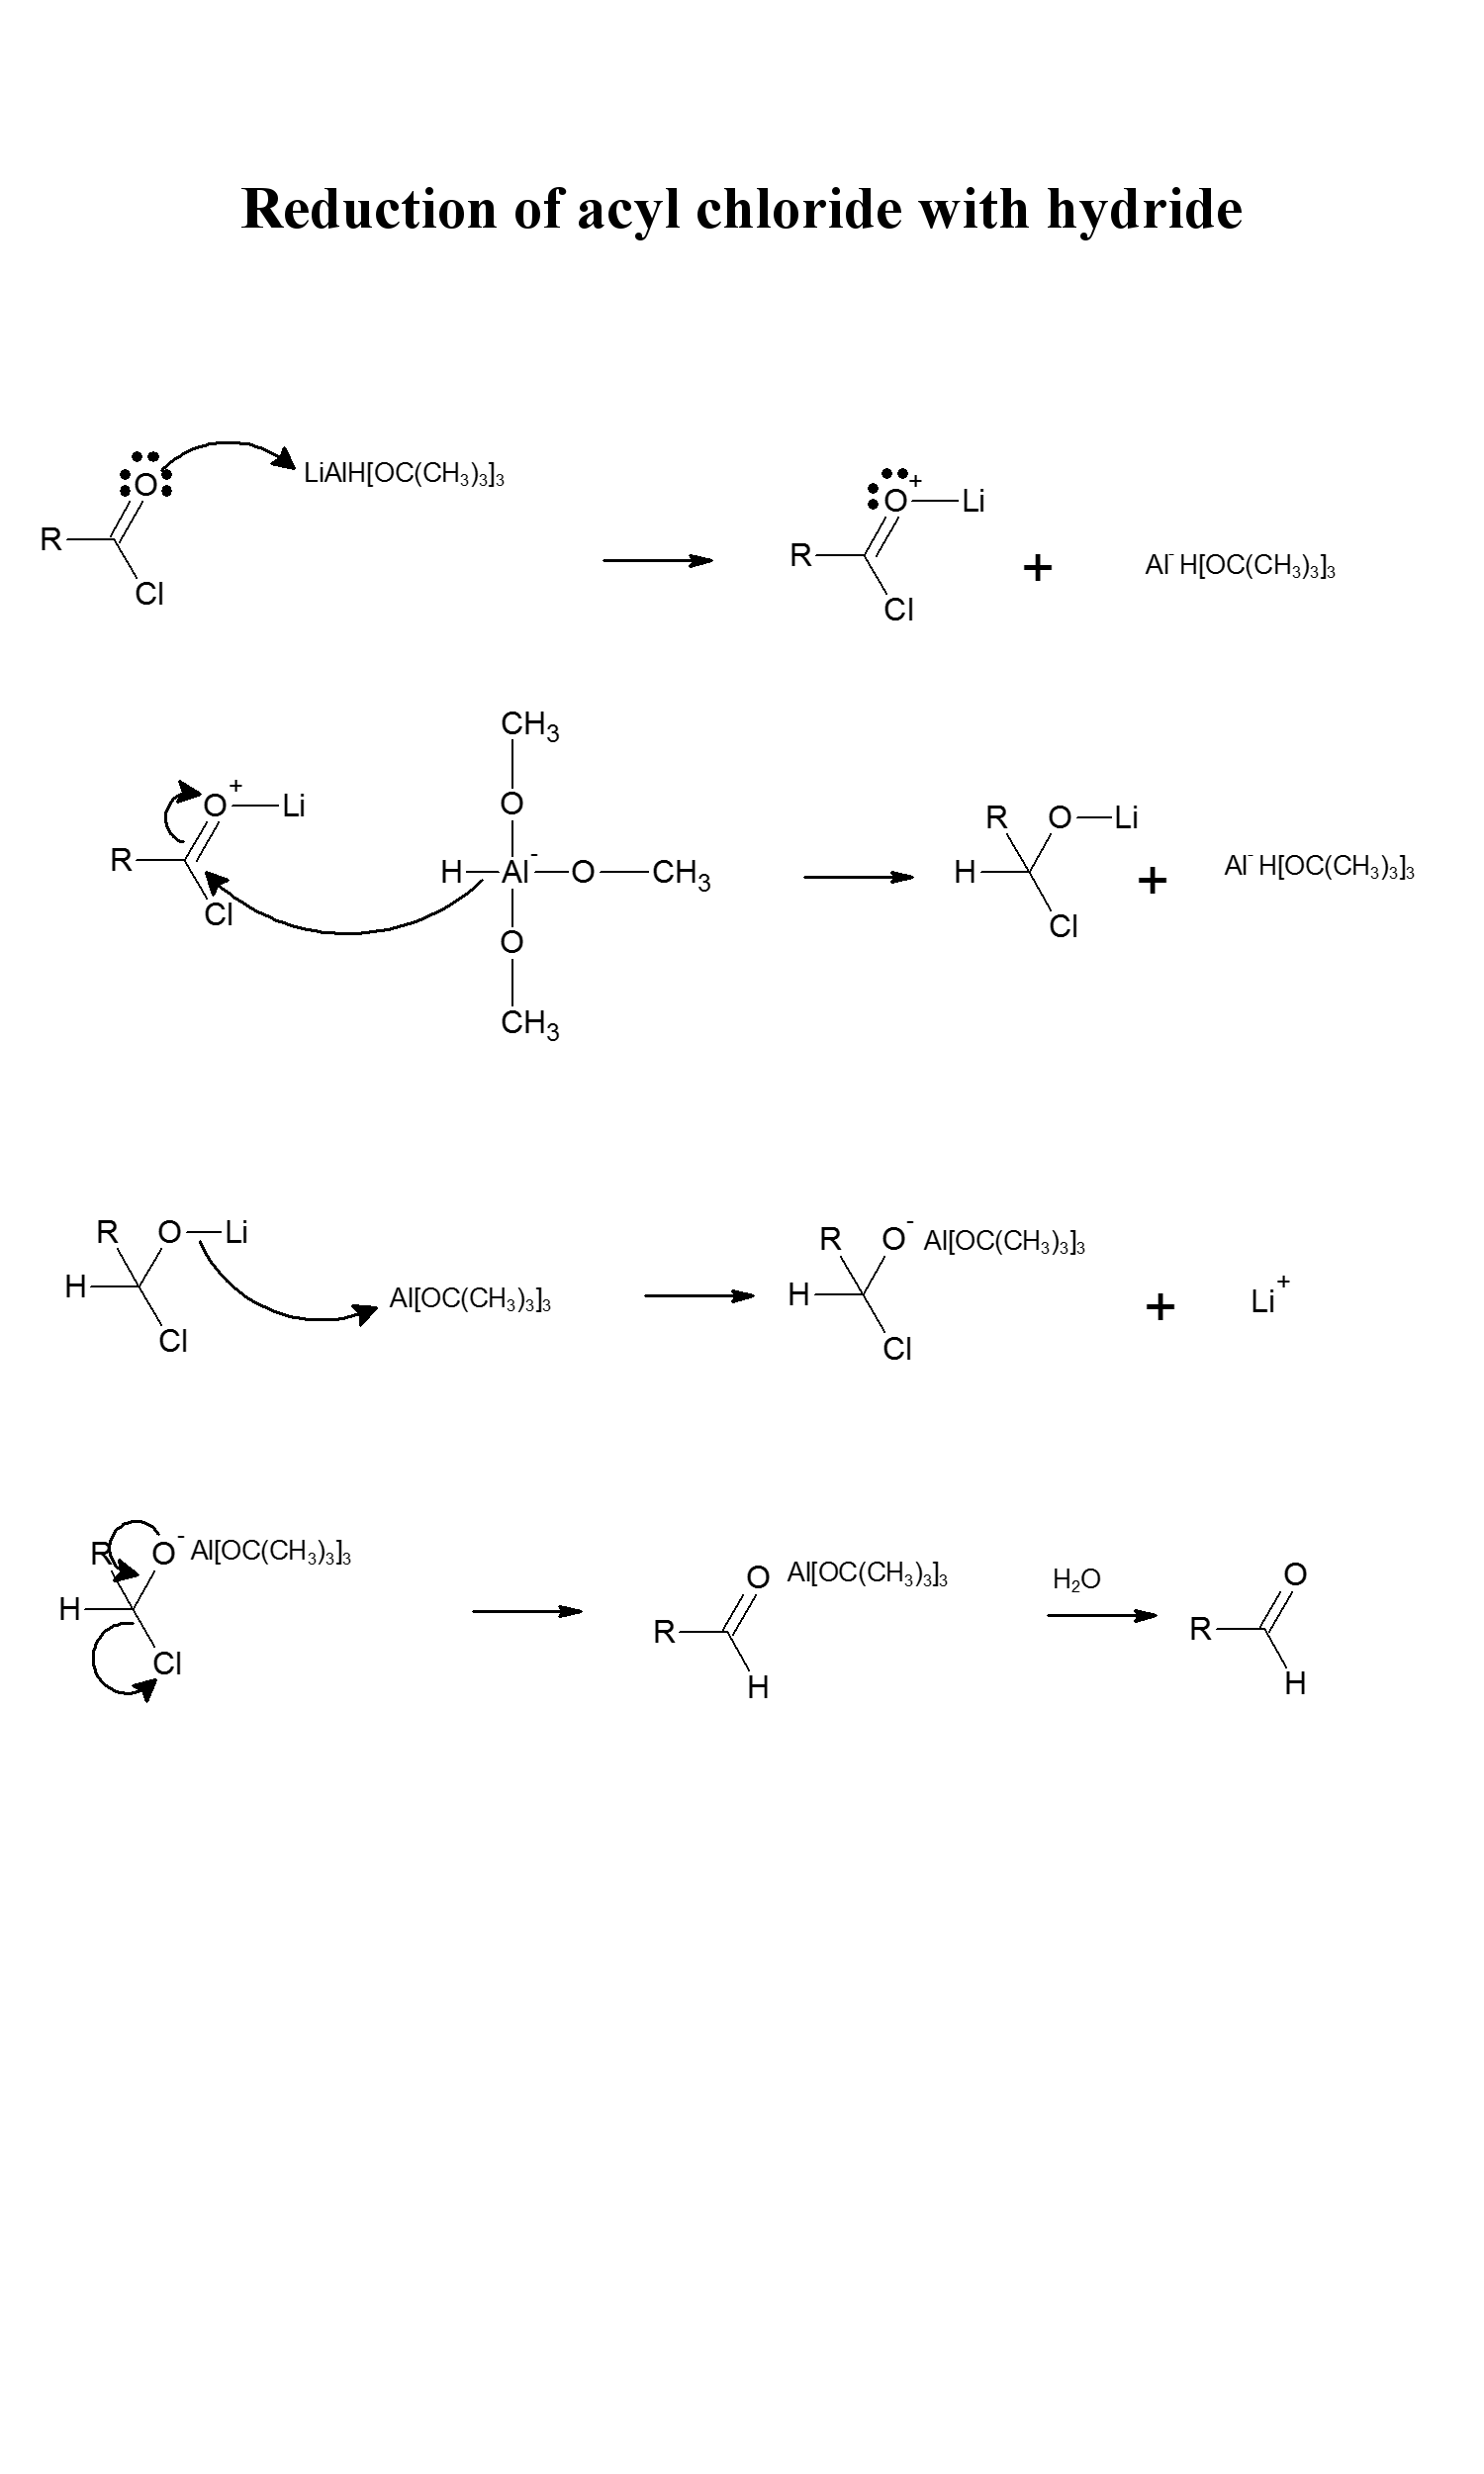 Reduction of acyl chloride with hydride
O LiAlH[OC(CH₃)₃]₃
R
Cl
O⁺ Li
R + Al⁻ H[OC(CH₃)₃]₃
Cl
CH₃
O⁺ Li O
R H Al⁻ O CH₃
Cl
O
CH₃
R O Li
H + Al⁻ H[OC(CH₃)₃]₃
Cl
R O Li
H Al[OC(CH₃)₃]₃
Cl
R O⁻ Al[OC(CH₃)₃]₃
H + Li⁺
Cl
R O⁻ Al[OC(CH₃)₃]₃
H
Cl
O Al[OC(CH₃)₃]₃
R
H
H₂O
O
R
H